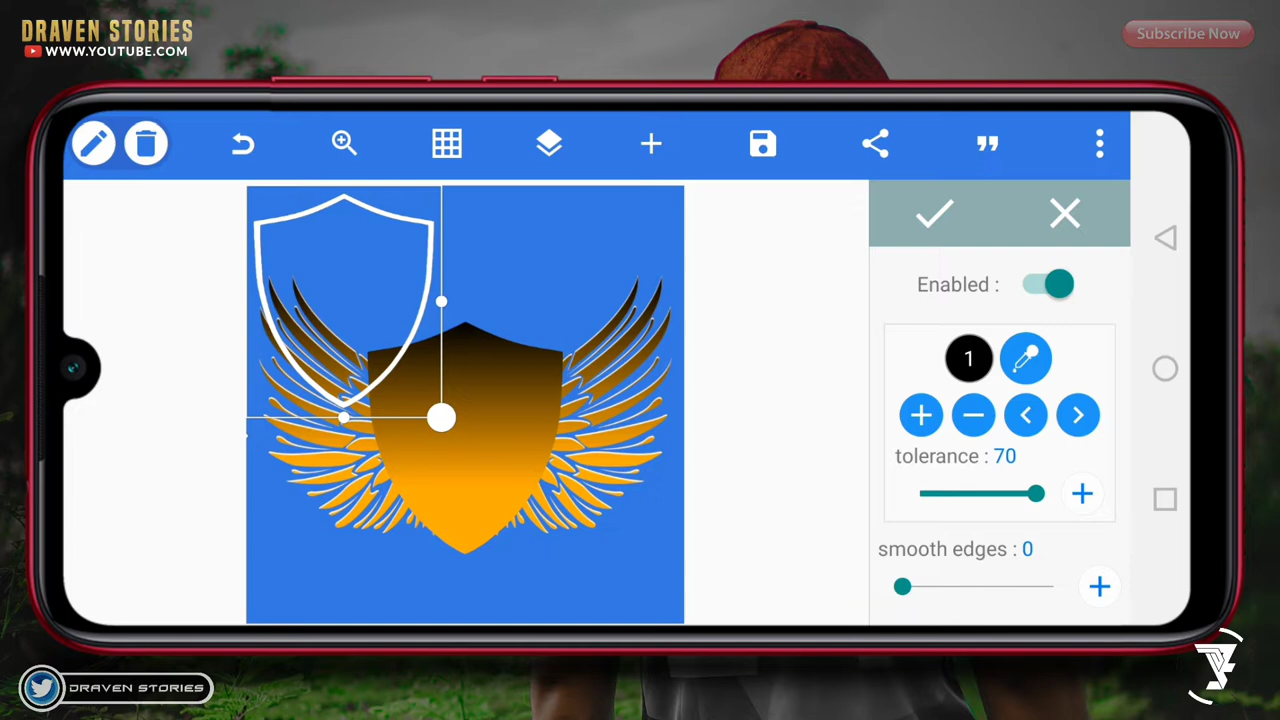 DRAVEN STORIES
WWW.YOUTUBE.COM
Subscribe Now
Enabled :
1
tolerance : 70
smooth edges : 0
DRAVEN STORIES